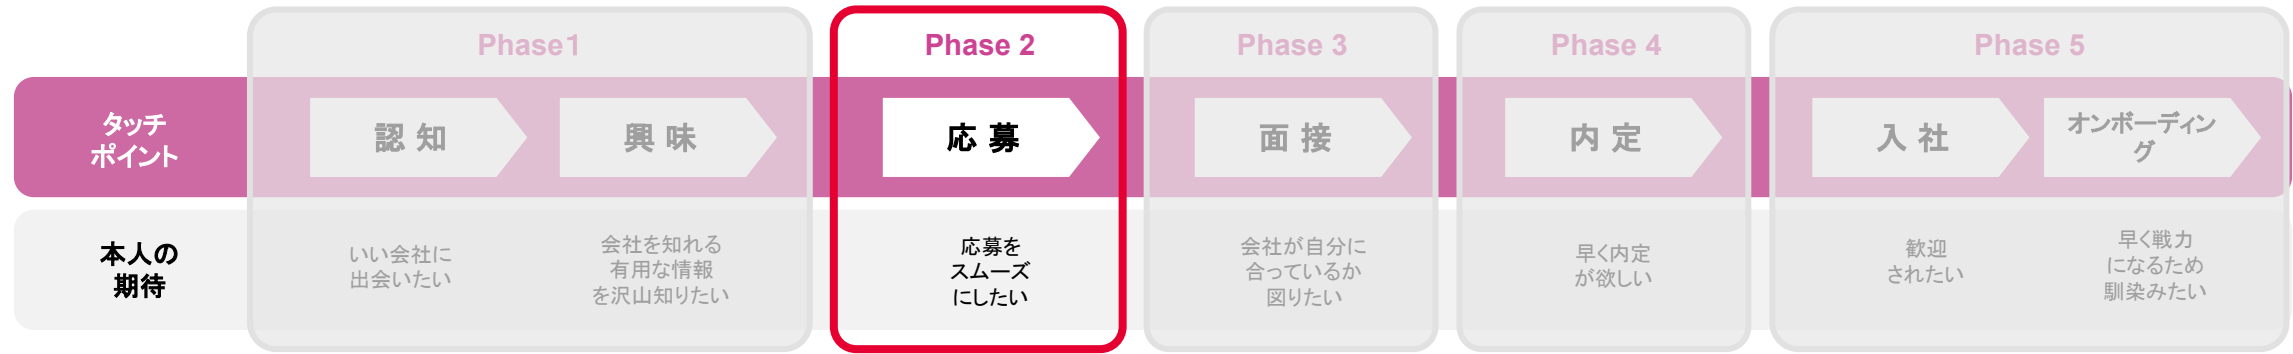 Phase1
Phase 2
Phase 3
Phase 4
Phase 5
タッチ
ポイント
認 知
興 味
応 募
面 接
内 定
入 社
オンボーディン
グ
本人の
期待
いい会社に
出会いたい
会社を知れる
有用な情報
を沢山知りたい
応募を
スムーズ
にしたい
会社が自分に
合っているか
図りたい
早く内定
が欲しい
歓迎
されたい
早く戦力
になるため
馴染みたい